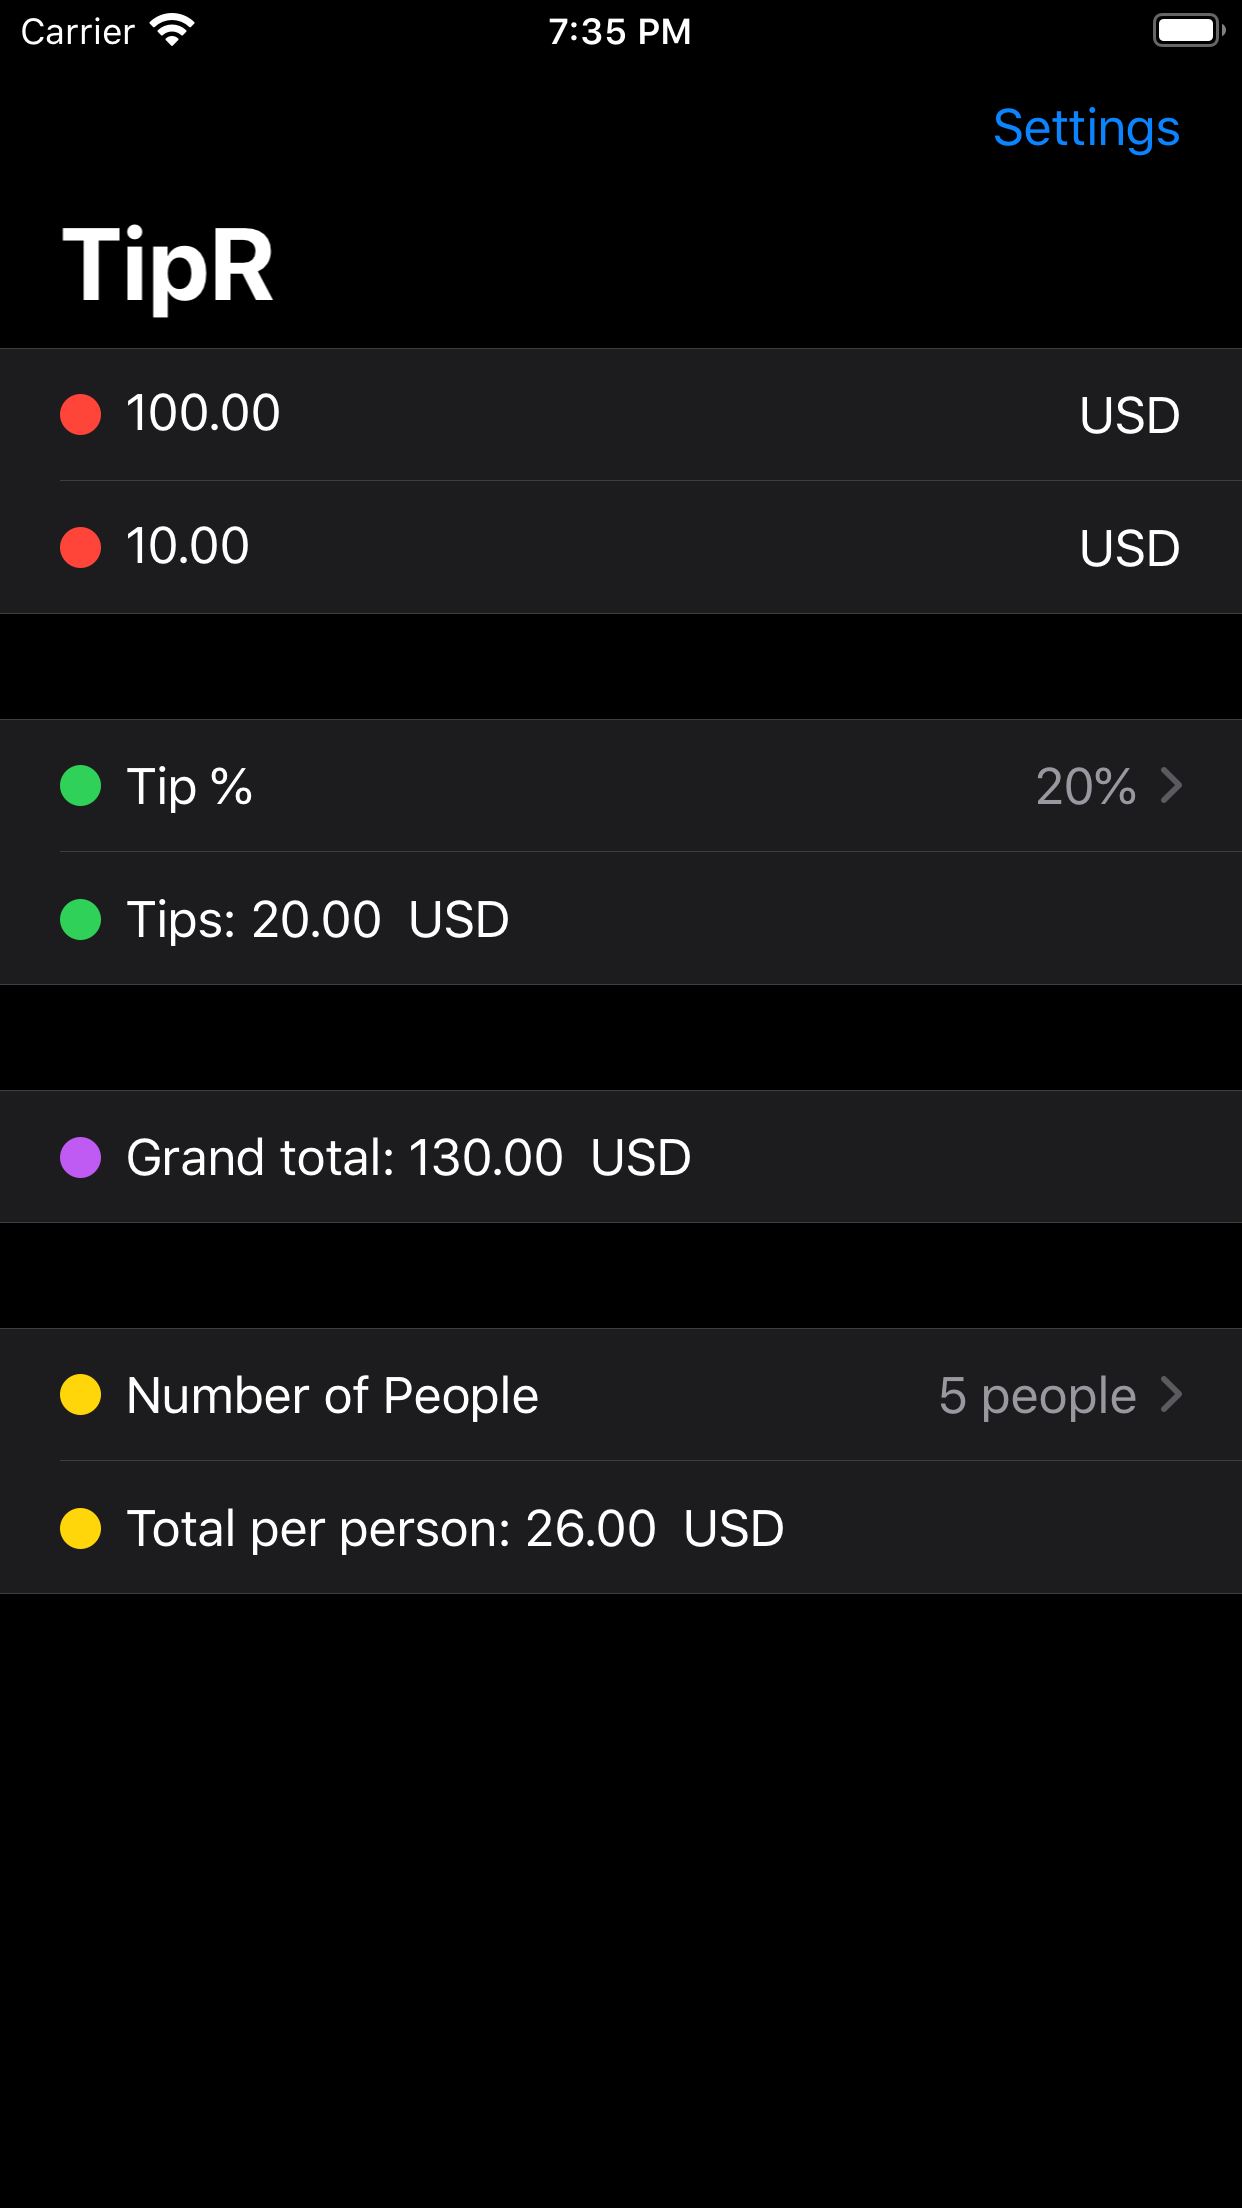 Carrier 7:35 PM
Settings
TipR
100.00 USD
10.00 USD
Tip % 20%
Tips: 20.00 USD
Grand total: 130.00 USD
Number of People 5 people
Total per person: 26.00 USD